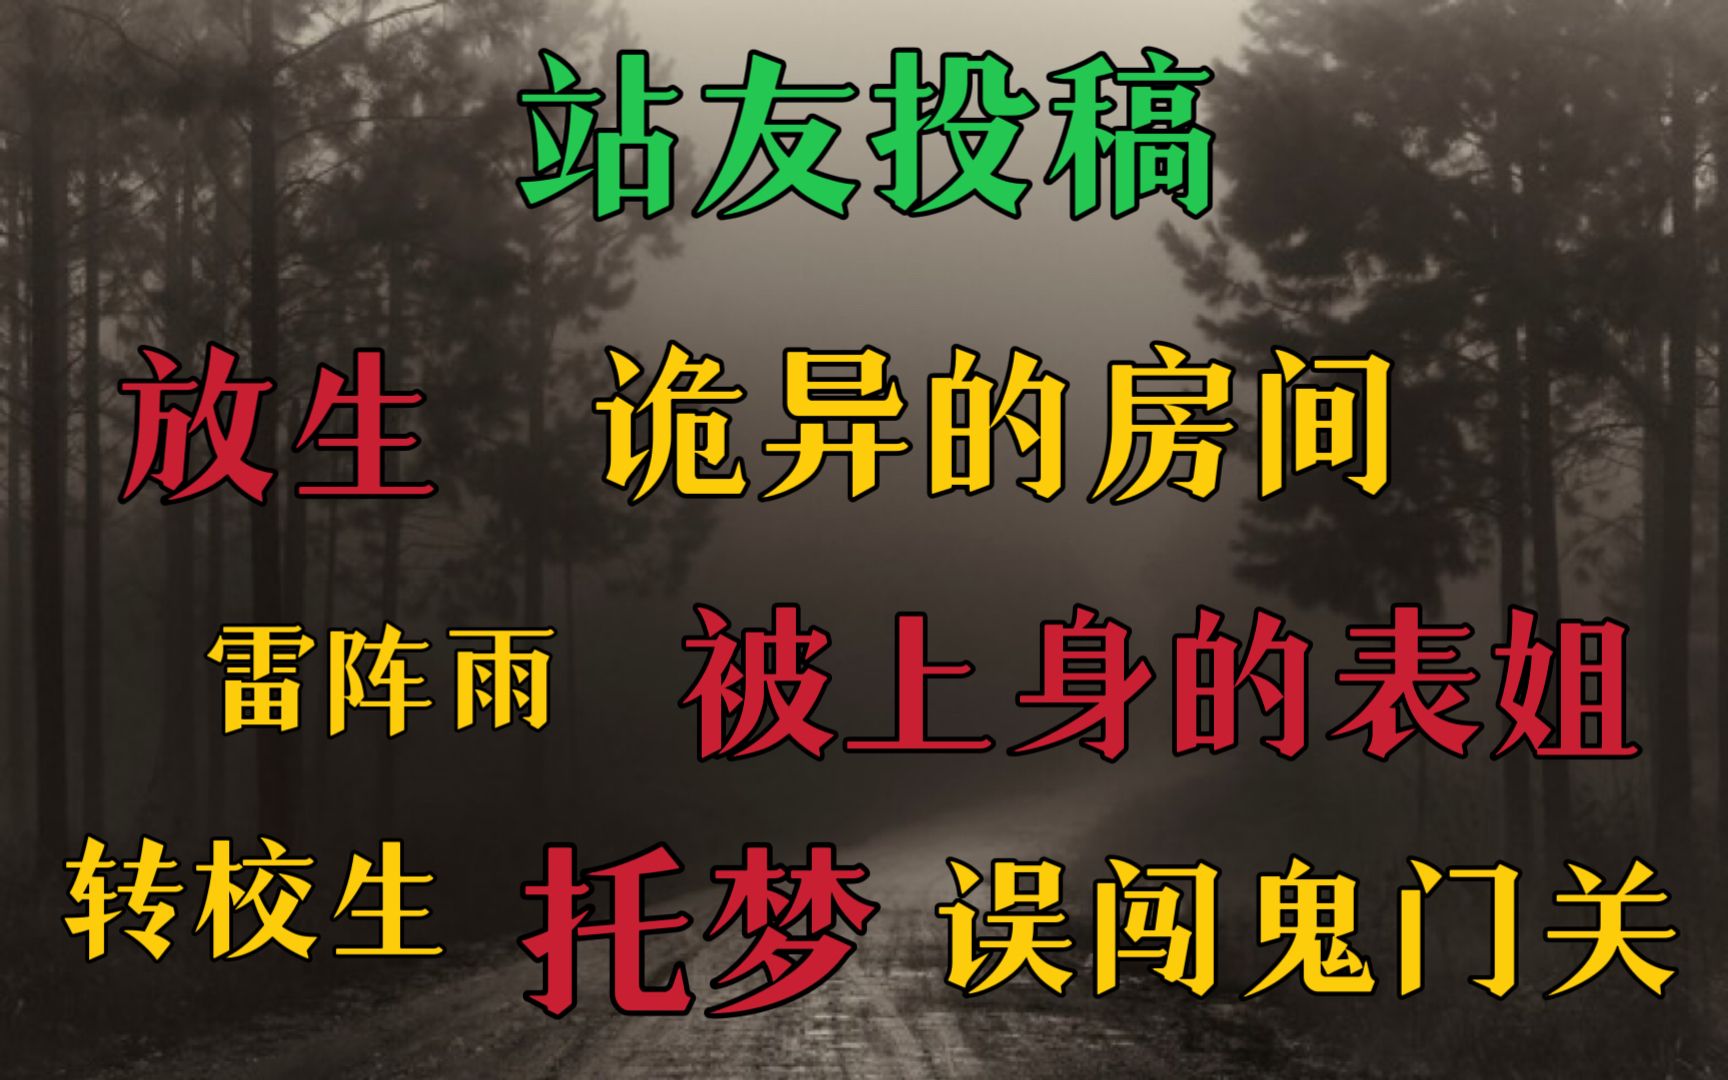 站友投稿
放生 诡异的房间
雷阵雨 被上身的表姐
转校生 托梦 误闯鬼门关